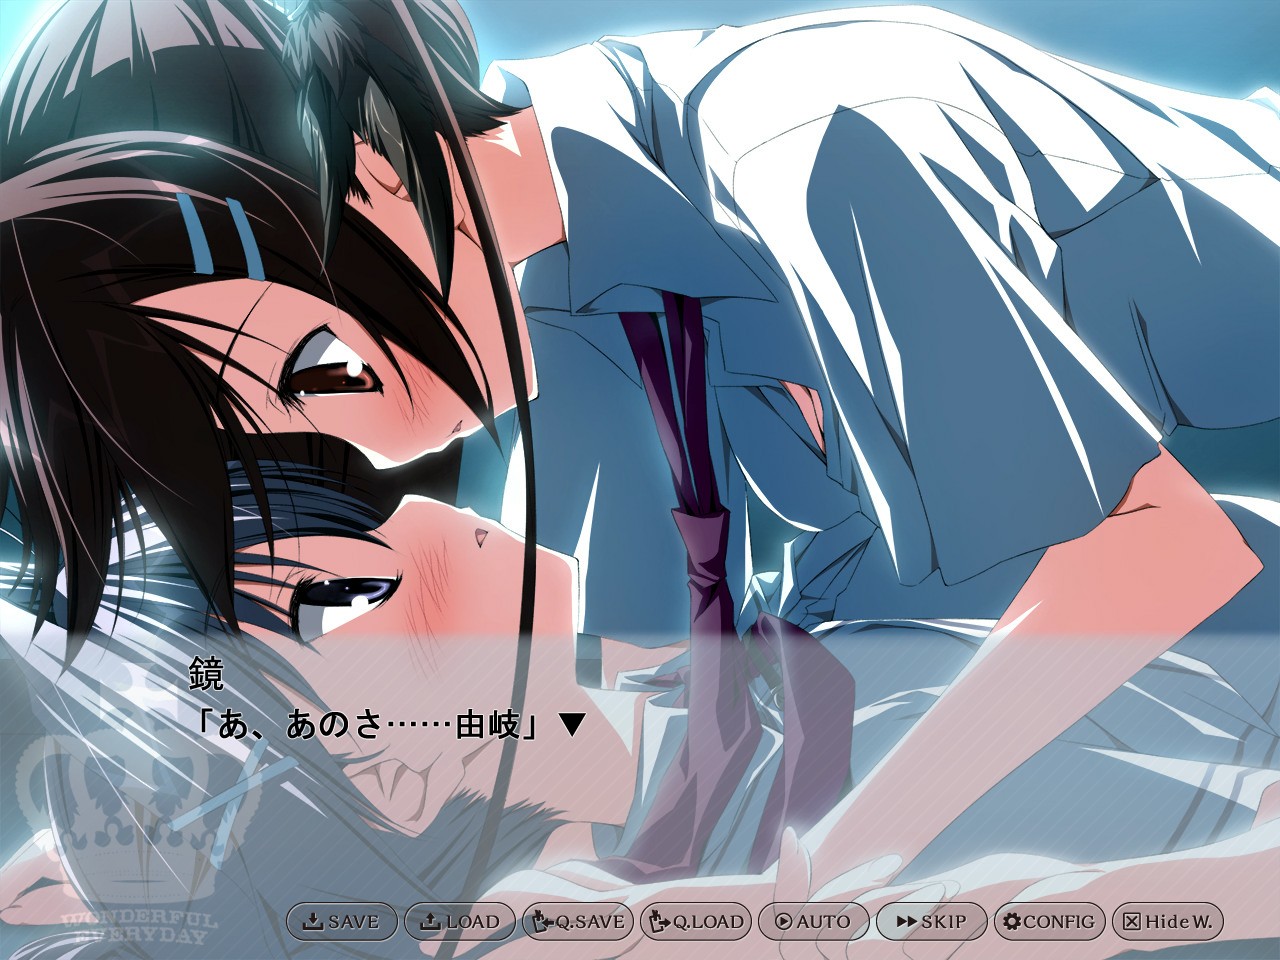 鏡
「あ、あのさ……由岐」▼
WONDERFUL
EVERYDAY
SAVE LOAD Q.SAVE Q.LOAD AUTO SKIP CONFIG Hide W.